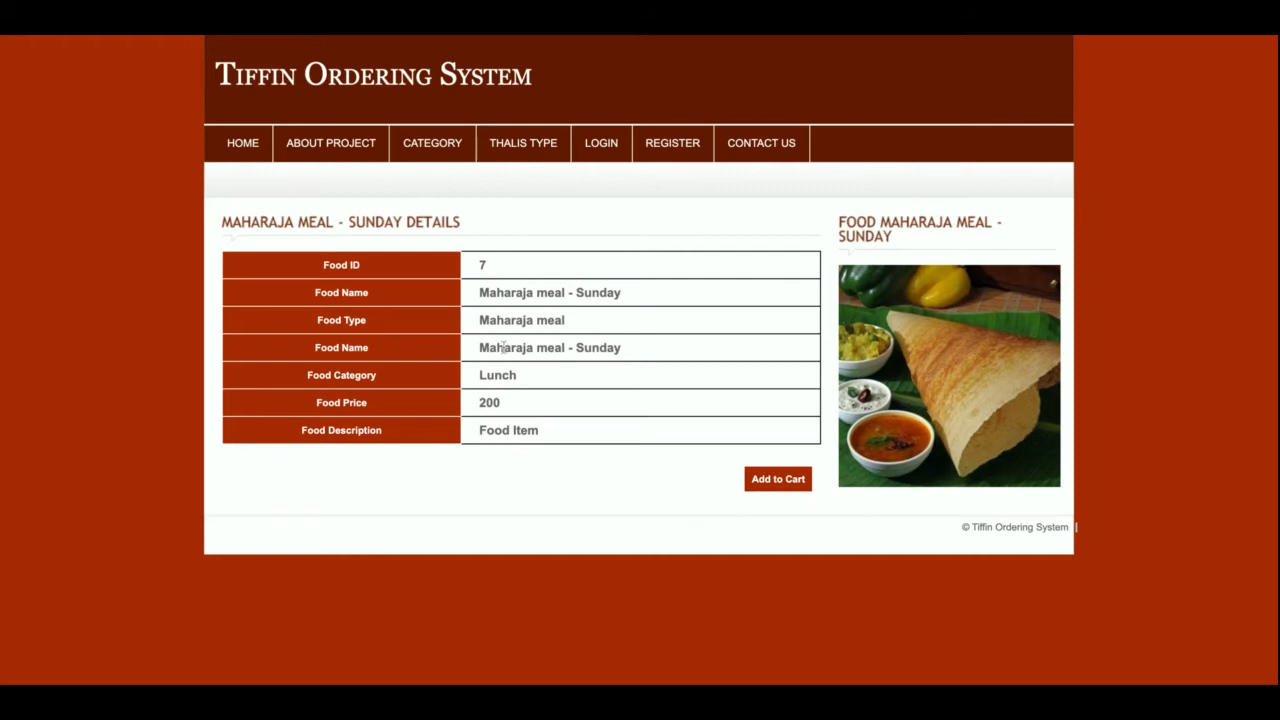 Tiffin Ordering System
HOME ABOUT PROJECT CATEGORY THALIS TYPE LOGIN REGISTER CONTACT US
MAHARAJA MEAL - SUNDAY DETAILS
Food ID 7
Food Name Maharaja meal - Sunday
Food Type Maharaja meal
Food Name Maharaja meal - Sunday
Food Category Lunch
Food Price 200
Food Description Food Item
Add to Cart
FOOD MAHARAJA MEAL -
SUNDAY
© Tiffin Ordering System |